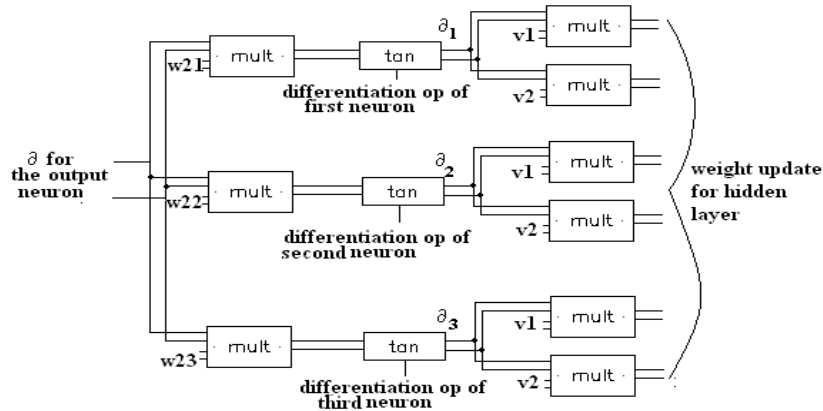 ∂1
v1
mult
mult
tan
w21
v2
mult
differentiation op of
first neuron
∂ for
the output
neuron
∂2
v1
mult
weight update
for hidden
layer
mult
tan
w22
v2
mult
differentiation op of
second neuron
∂3
v1
mult
mult
tan
w23
v2
mult
differentiation op of
third neuron